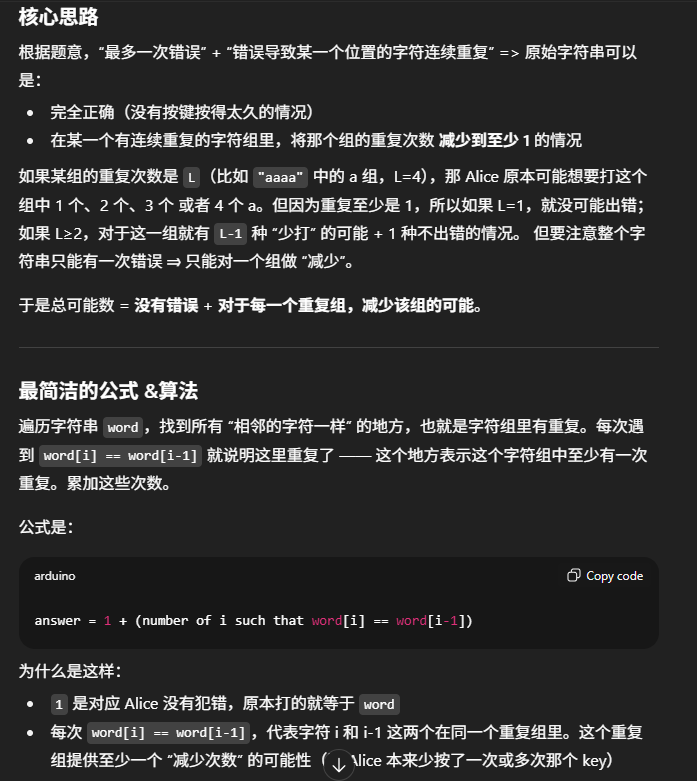 核心思路
根据题意，“最多一次错误” + “错误导致某一个位置的字符连续重复” => 原始字符串可以
是：
完全正确（没有按键按得太久的情况）
在某一个有连续重复的字符组里，将那个组的重复次数 减少到至少 1 的情况
如果某组的重复次数是 L（比如 "aaaa" 中的 a 组，L=4），那 Alice 原本可能想要打这个
组中 1 个、2 个、3 个 或者 4 个 a。但因为重复至少是 1，所以如果 L=1，就没可能出错；
如果 L≥2，对于这一组就有 L-1 种 “少打” 的可能 + 1 种不出错的情况。 但要注意整个字
符串只能有一次错误 ⇒ 只能对一个组做 “减少”。
于是总可能数 = 没有错误 + 对于每一个重复组，减少该组的可能。
最简洁的公式 &算法
遍历字符串 word，找到所有 “相邻的字符一样” 的地方，也就是字符组里有重复。每次遇
到 word[i] == word[i-1] 就说明这里重复了 —— 这个地方表示这个字符组中至少有一次
重复。累加这些次数。
公式是：
arduino Copy code
answer = 1 + (number of i such that word[i] == word[i-1])
为什么是这样：
1 是对应 Alice 没有犯错，原本打的就等于 word
每次 word[i] == word[i-1]，代表字符 i 和 i-1 这两个在同一个重复组里。这个重复
组提供至少一个 “减少次数” 的可能性（ Alice 本来少按了一次或多次那个 key）